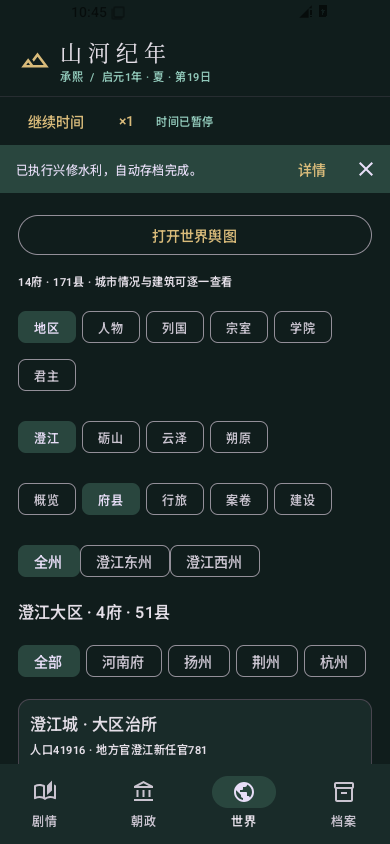 10:45
山河纪年
承熙 / 启元1年 · 夏 · 第19日
继续时间 ×1 时间已暂停
已执行兴修水利，自动存档完成。 详情
打开世界舆图
14府 · 171县 · 城市情况与建筑可逐一查看
地区 人物 列国 宗室 学院
君主
澄江 砺山 云泽 朔原
概览 府县 行旅 案卷 建设
全州 澄江东州 澄江西州
澄江大区 · 4府 · 51县
全部 河南府 扬州 荆州 杭州
澄江城 · 大区治所
人口41916 · 地方官澄江新任官781
剧情 朝政 世界 档案